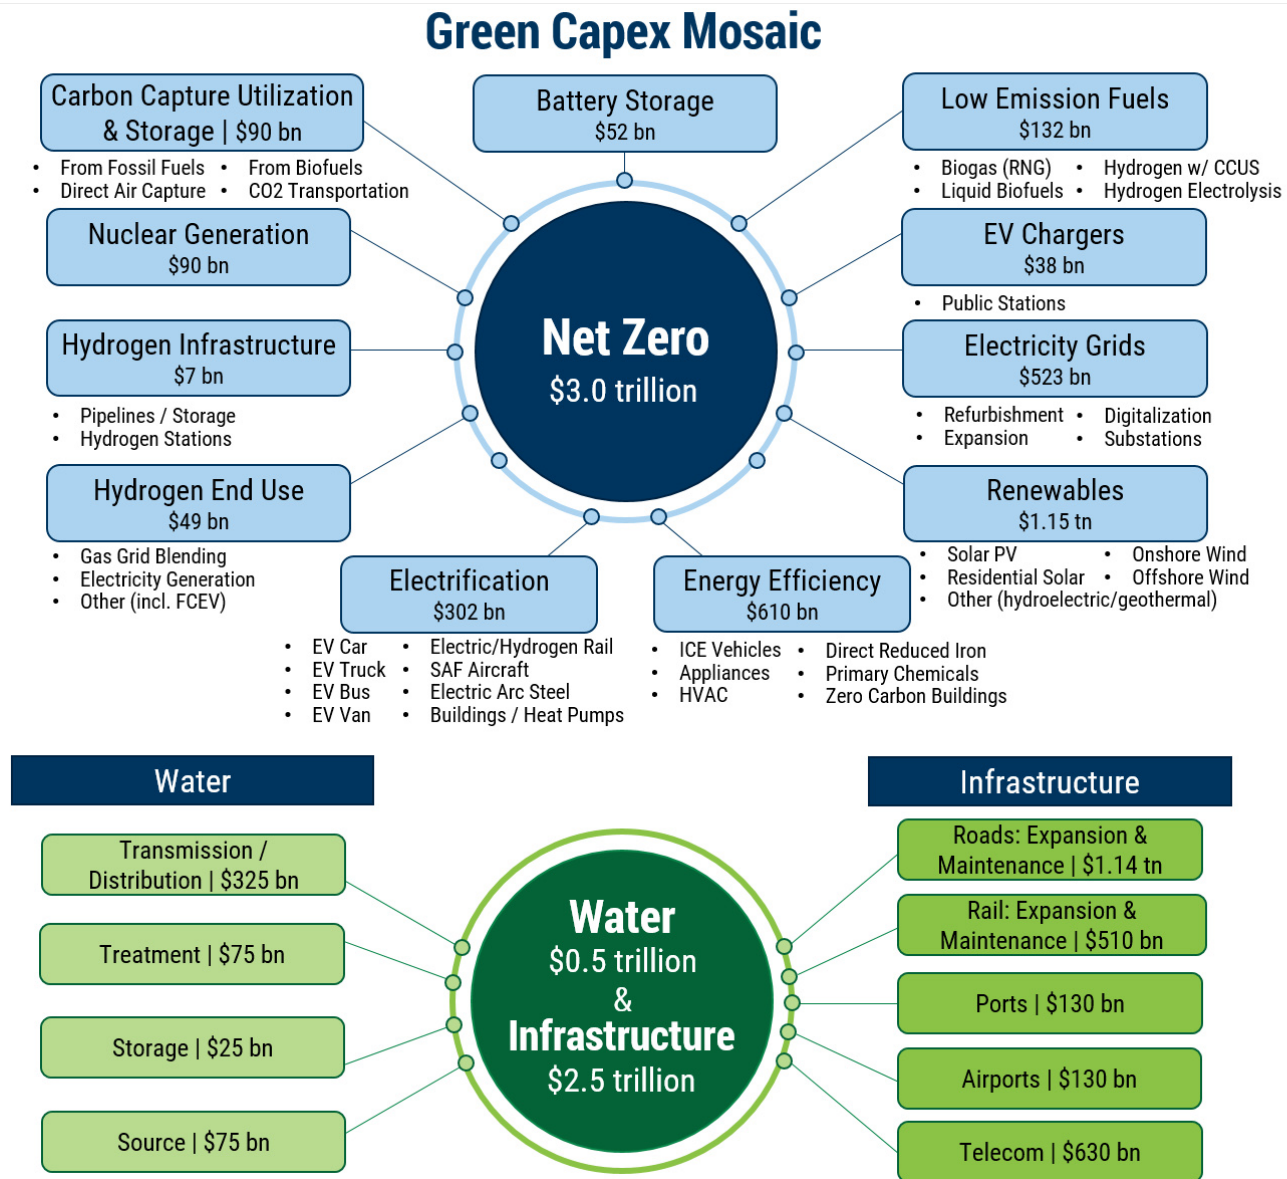 Green Capex Mosaic
Carbon Capture Utilization
& Storage | $90 bn
• From Fossil Fuels • From Biofuels
• Direct Air Capture • CO2 Transportation
Battery Storage
$52 bn
Low Emission Fuels
$132 bn
• Biogas (RNG) • Hydrogen w/ CCUS
• Liquid Biofuels • Hydrogen Electrolysis
Nuclear Generation
$90 bn
EV Chargers
$38 bn
• Public Stations
Hydrogen Infrastructure
$7 bn
• Pipelines / Storage
• Hydrogen Stations
Net Zero
$3.0 trillion
Electricity Grids
$523 bn
• Refurbishment • Digitalization
• Expansion • Substations
Hydrogen End Use
$49 bn
• Gas Grid Blending
• Electricity Generation
• Other (incl. FCEV)
Renewables
$1.15 tn
• Solar PV • Onshore Wind
• Residential Solar • Offshore Wind
• Other (hydroelectric/geothermal)
Electrification
$302 bn
• EV Car • Electric/Hydrogen Rail
• EV Truck • SAF Aircraft
• EV Bus • Electric Arc Steel
• EV Van • Buildings / Heat Pumps
Energy Efficiency
$610 bn
• ICE Vehicles • Direct Reduced Iron
• Appliances • Primary Chemicals
• HVAC • Zero Carbon Buildings
Water
Transmission /
Distribution | $325 bn
Treatment | $75 bn
Storage | $25 bn
Source | $75 bn
Water
$0.5 trillion
&
Infrastructure
$2.5 trillion
Infrastructure
Roads: Expansion &
Maintenance | $1.14 tn
Rail: Expansion &
Maintenance | $510 bn
Ports | $130 bn
Airports | $130 bn
Telecom | $630 bn